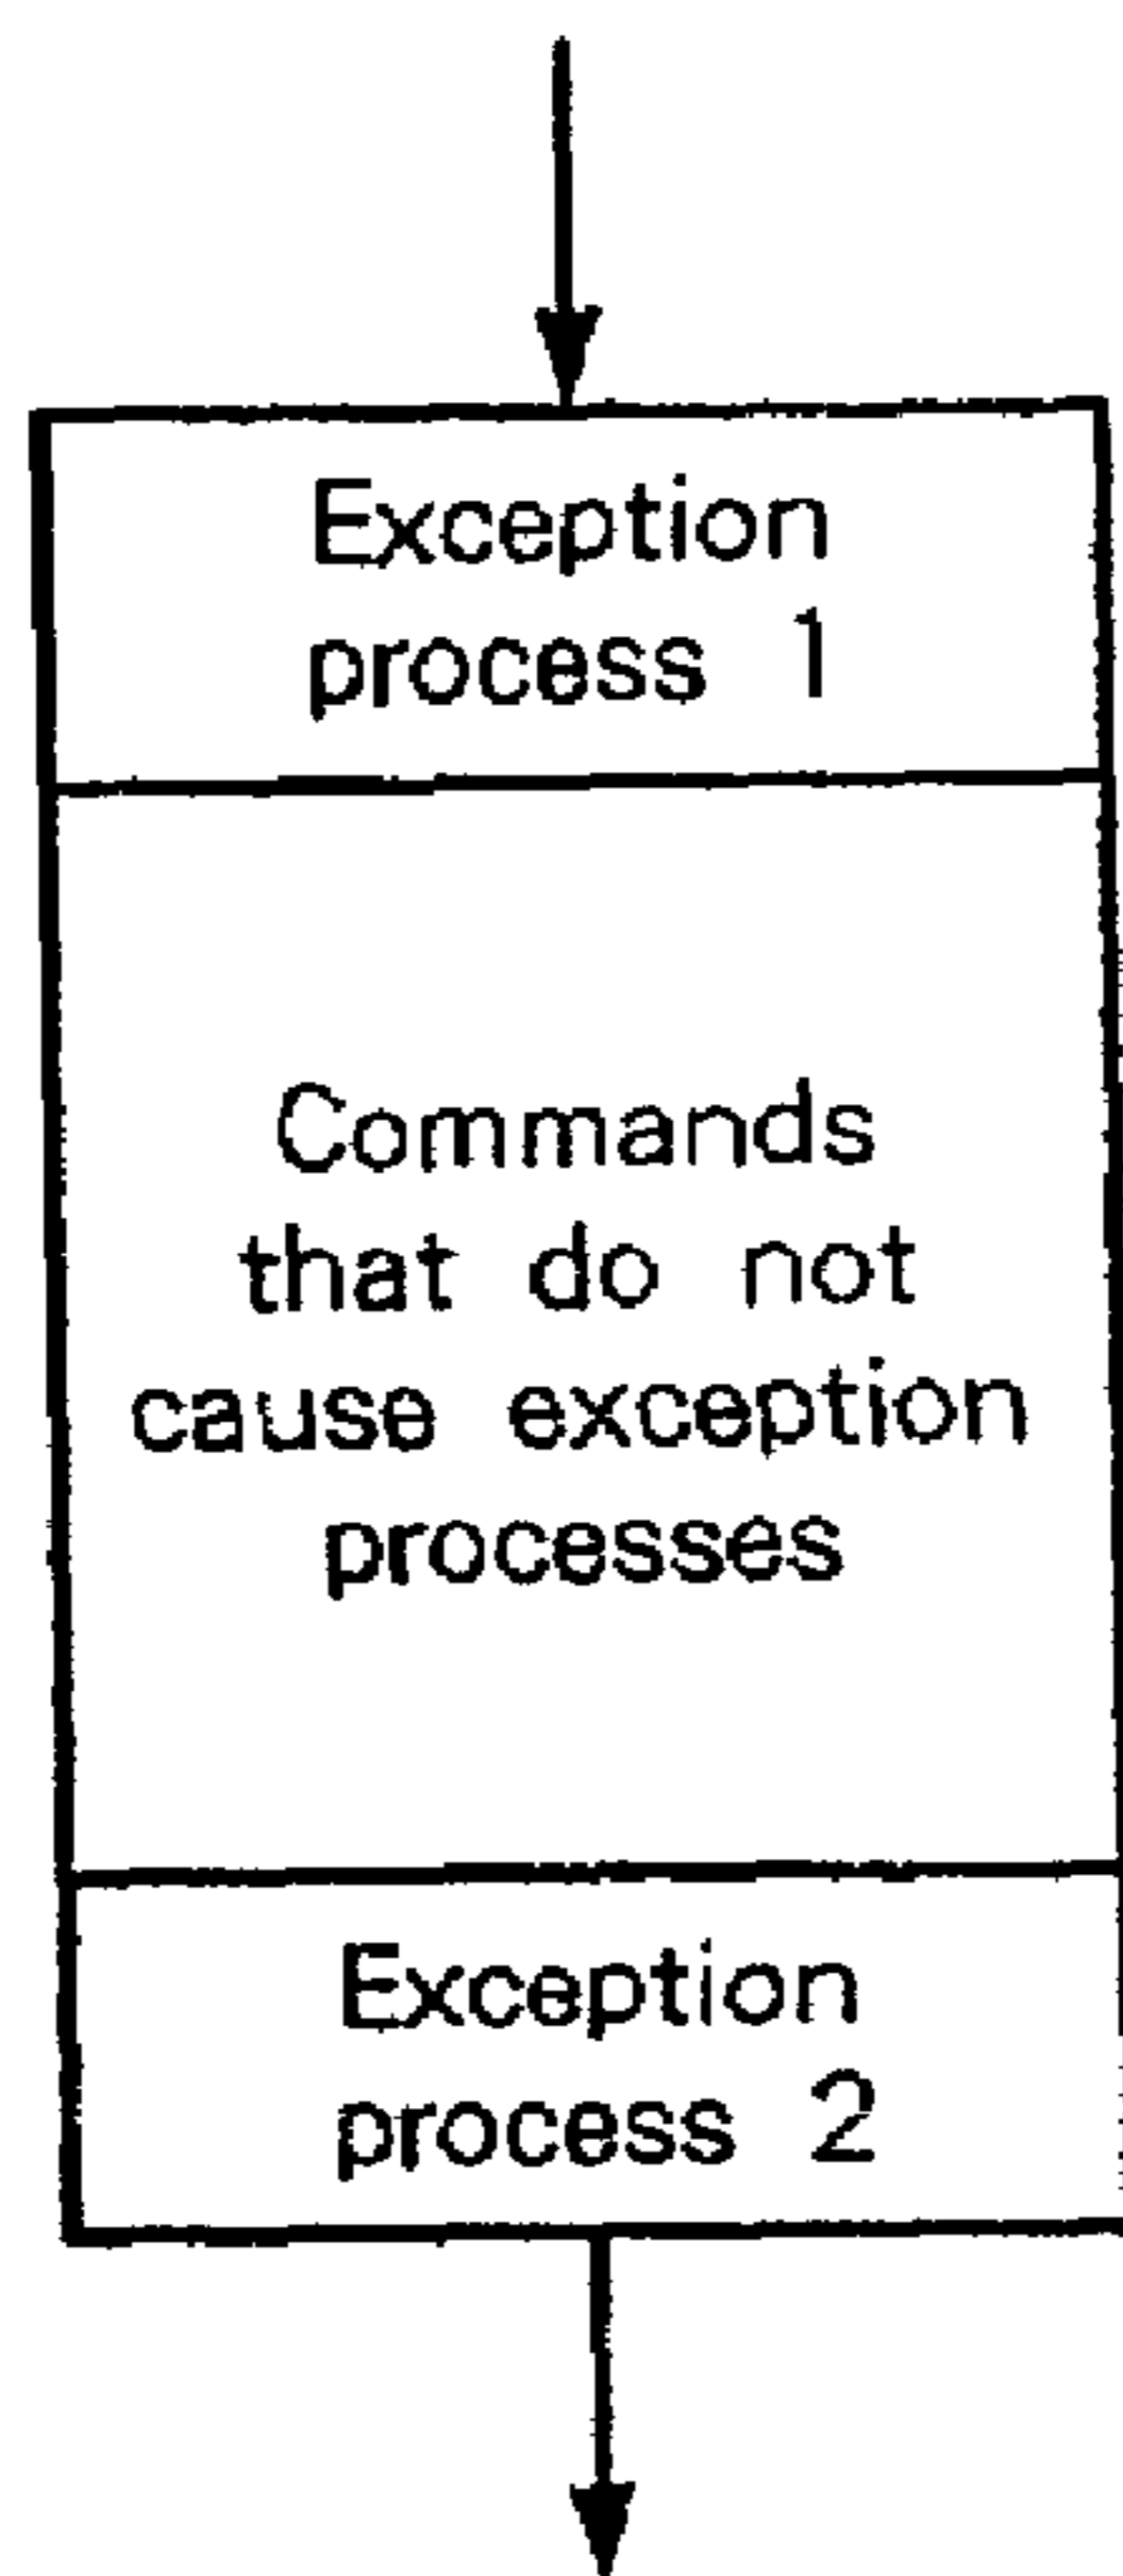 Exception
process 1
Commands
that do not
cause exception
processes
Exception
process 2